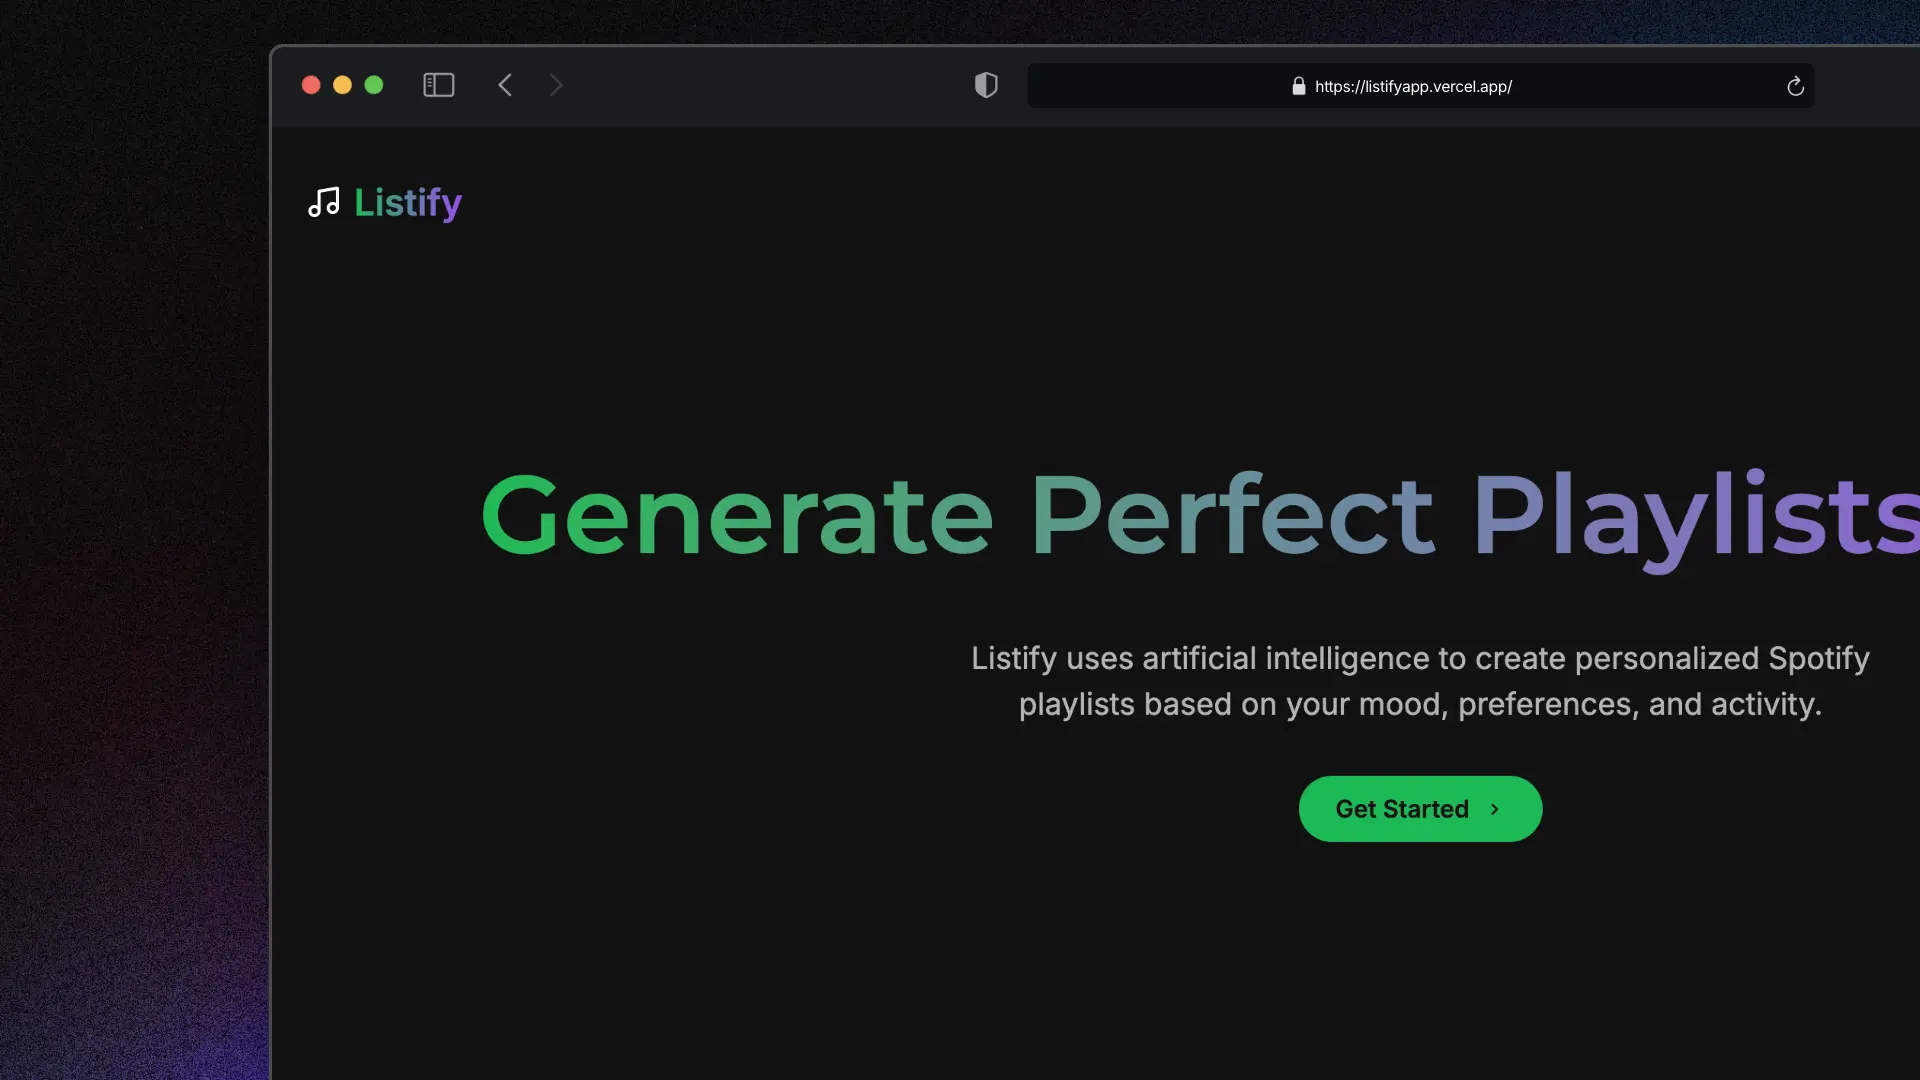 https://listifyapp.vercel.app/
Listify
Generate Perfect Playlists
Listify uses artificial intelligence to create personalized Spotify
playlists based on your mood, preferences, and activity.
Get Started